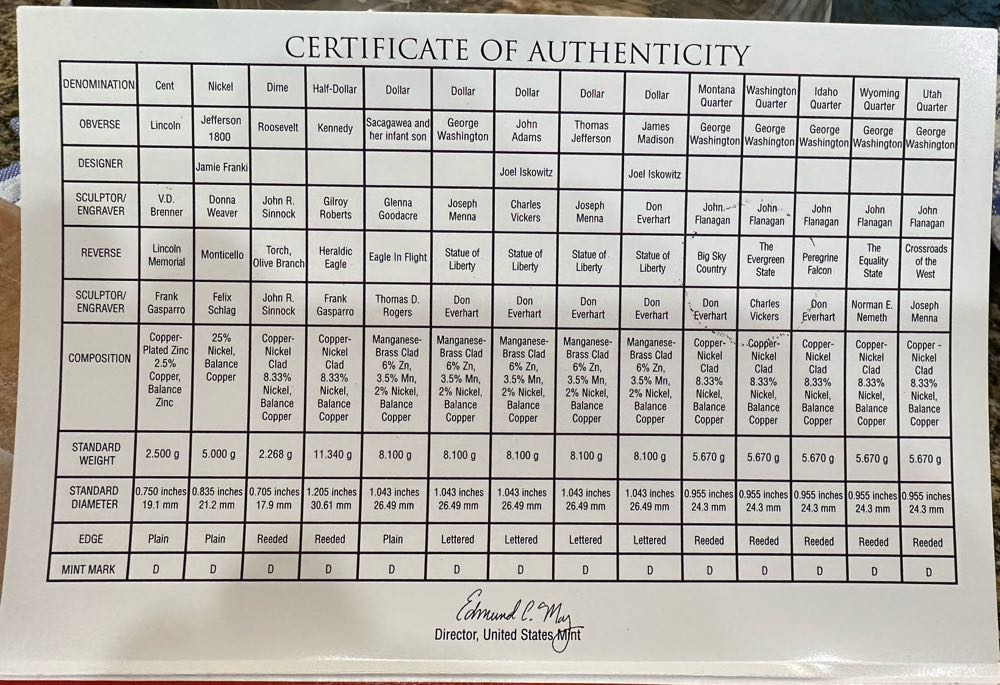 CERTIFICATE OF AUTHENTICITY
DENOMINATION Cent Nickel Dime Half-Dollar Dollar Dollar Dollar Dollar Dollar Montana Quarter Washington Quarter Idaho Quarter Wyoming Quarter Utah Quarter
OBVERSE Lincoln Jefferson 1800 Roosevelt Kennedy Sacagawea and her infant son George Washington John Adams Thomas Jefferson James Madison George Washington George Washington George Washington George Washington George Washington
DESIGNER Jamie Franki Joel Iskowitz Joel Iskowitz
SCULPTOR/ENGRAVER V.D. Brenner Donna Weaver John R. Sinnock Gilroy Roberts Glenna Goodacre Joseph Menna Charles Vickers Joseph Menna Don Everhart John Flanagan John Flanagan John Flanagan John Flanagan John Flanagan
REVERSE Lincoln Memorial Monticello Torch, Olive Branch Heraldic Eagle Eagle In Flight Statue of Liberty Statue of Liberty Statue of Liberty Statue of Liberty Big Sky Country The Evergreen State Peregrine Falcon The Equality State Crossroads of the West
SCULPTOR/ENGRAVER Frank Gasparro Felix Schlag John R. Sinnock Frank Gasparro Thomas D. Rogers Don Everhart Don Everhart Don Everhart Don Everhart Don Everhart Charles Vickers Don Everhart Norman E. Nemeth Joseph Menna
COMPOSITION Copper-Plated Zinc 2.5% Copper, Balance Zinc 25% Nickel, Balance Copper Copper-Nickel Clad 8.33% Nickel, Balance Copper Copper-Nickel Clad 8.33% Nickel, Balance Copper Manganese-Brass Clad 6% Zn, 3.5% Mn, 2% Nickel, Balance Copper Manganese-Brass Clad 6% Zn, 3.5% Mn, 2% Nickel, Balance Copper Manganese-Brass Clad 6% Zn, 3.5% Mn, 2% Nickel, Balance Copper Manganese-Brass Clad 6% Zn, 3.5% Mn, 2% Nickel, Balance Copper Manganese-Brass Clad 6% Zn, 3.5% Mn, 2% Nickel, Balance Copper Copper-Nickel Clad 8.33% Nickel, Balance Copper Copper-Nickel Clad 8.33% Nickel, Balance Copper Copper-Nickel Clad 8.33% Nickel, Balance Copper Copper-Nickel Clad 8.33% Nickel, Balance Copper Copper - Nickel Clad 8.33% Nickel, Balance Copper
STANDARD WEIGHT 2.500 g 5.000 g 2.268 g 11.340 g 8.100 g 8.100 g 8.100 g 8.100 g 8.100 g 5.670 g 5.670 g 5.670 g 5.670 g 5.670 g
STANDARD DIAMETER 0.750 inches 19.1 mm 0.835 inches 21.2 mm 0.705 inches 17.9 mm 1.205 inches 30.61 mm 1.043 inches 26.49 mm 1.043 inches 26.49 mm 1.043 inches 26.49 mm 1.043 inches 26.49 mm 1.043 inches 26.49 mm 0.955 inches 24.3 mm 0.955 inches 24.3 mm 0.955 inches 24.3 mm 0.955 inches 24.3 mm 0.955 inches 24.3 mm
EDGE Plain Plain Reeded Reeded Plain Lettered Lettered Lettered Lettered Reeded Reeded Reeded Reeded Reeded
MINT MARK D D D D D D D D D D D D D D
Edmund C. Moy
Director, United States Mint